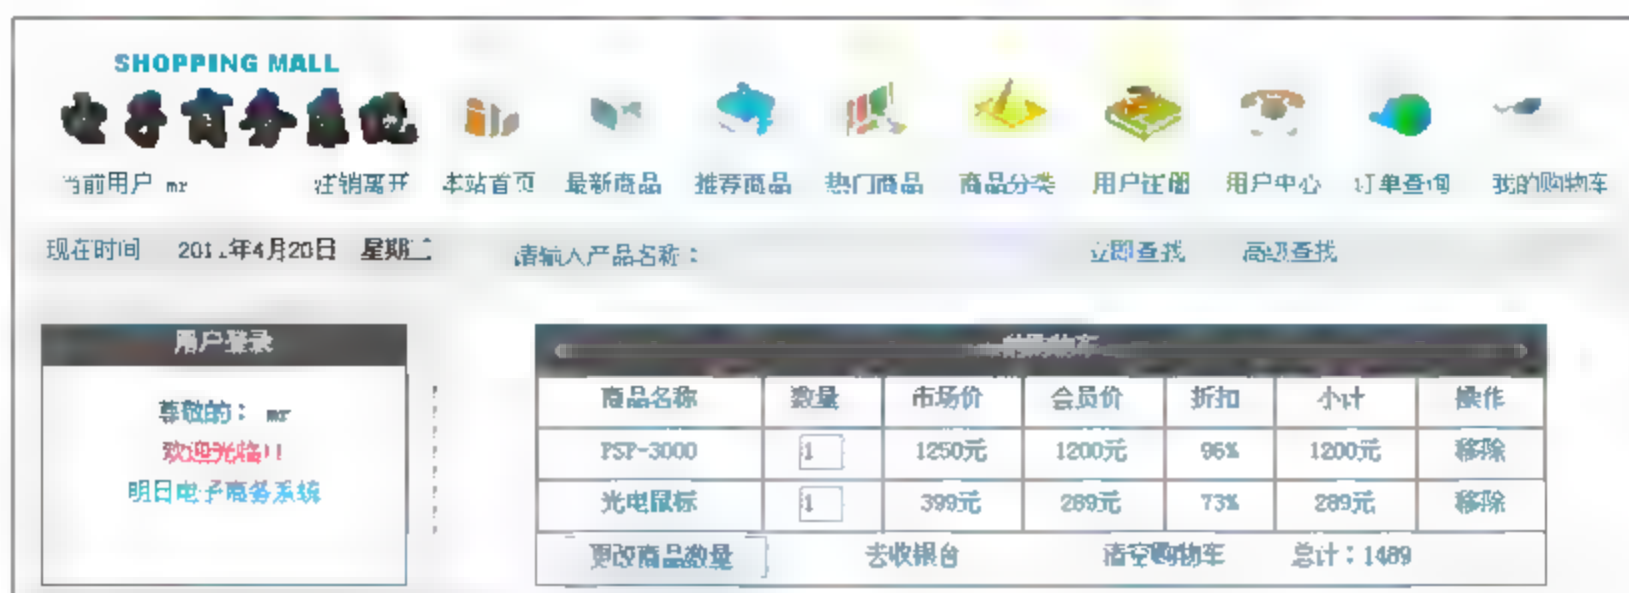 SHOPPING MALL
电子商务系统
当前用户 mr 注销离开 本站首页 最新商品 推荐商品 热门商品 商品分类 用户注册 用户中心 订单查询 我的购物车
现在时间 2011年4月20日 星期三 请输入产品名称： 立即查找 高级查找
用户登录
尊敬的： mr
欢迎光临!!
明日电子商务系统
商品名称 数量 市场价 会员价 折扣 小计 操作
PSP-3000 1 1250元 1200元 96% 1200元 移除
光电鼠标 1 399元 289元 73% 289元 移除
更改商品数量 去收银台 清空购物车 总计：1489